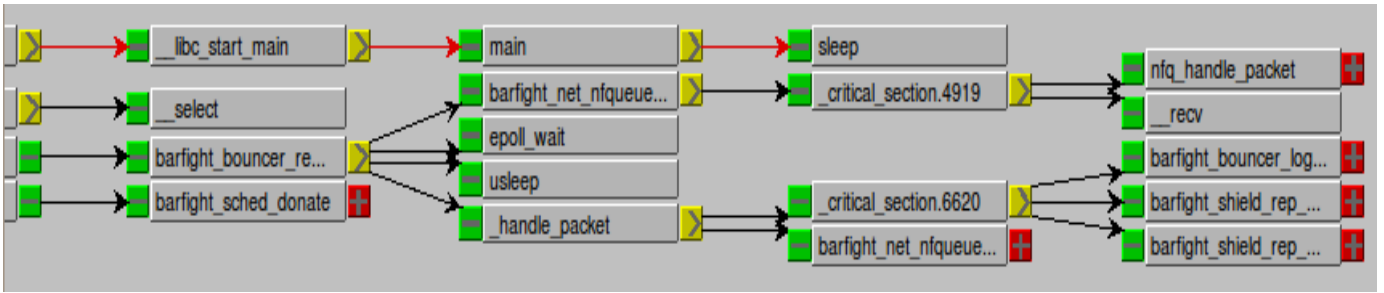 __libc_start_main
__select
barfight_bouncer_re...
barfight_sched_donate
main
barfight_net_nfqueue...
epoll_wait
usleep
_handle_packet
sleep
_critical_section.4919
_critical_section.6620
barfight_net_nfqueue...
nfq_handle_packet
__recv
barfight_bouncer_log...
barfight_shield_rep_...
barfight_shield_rep_...